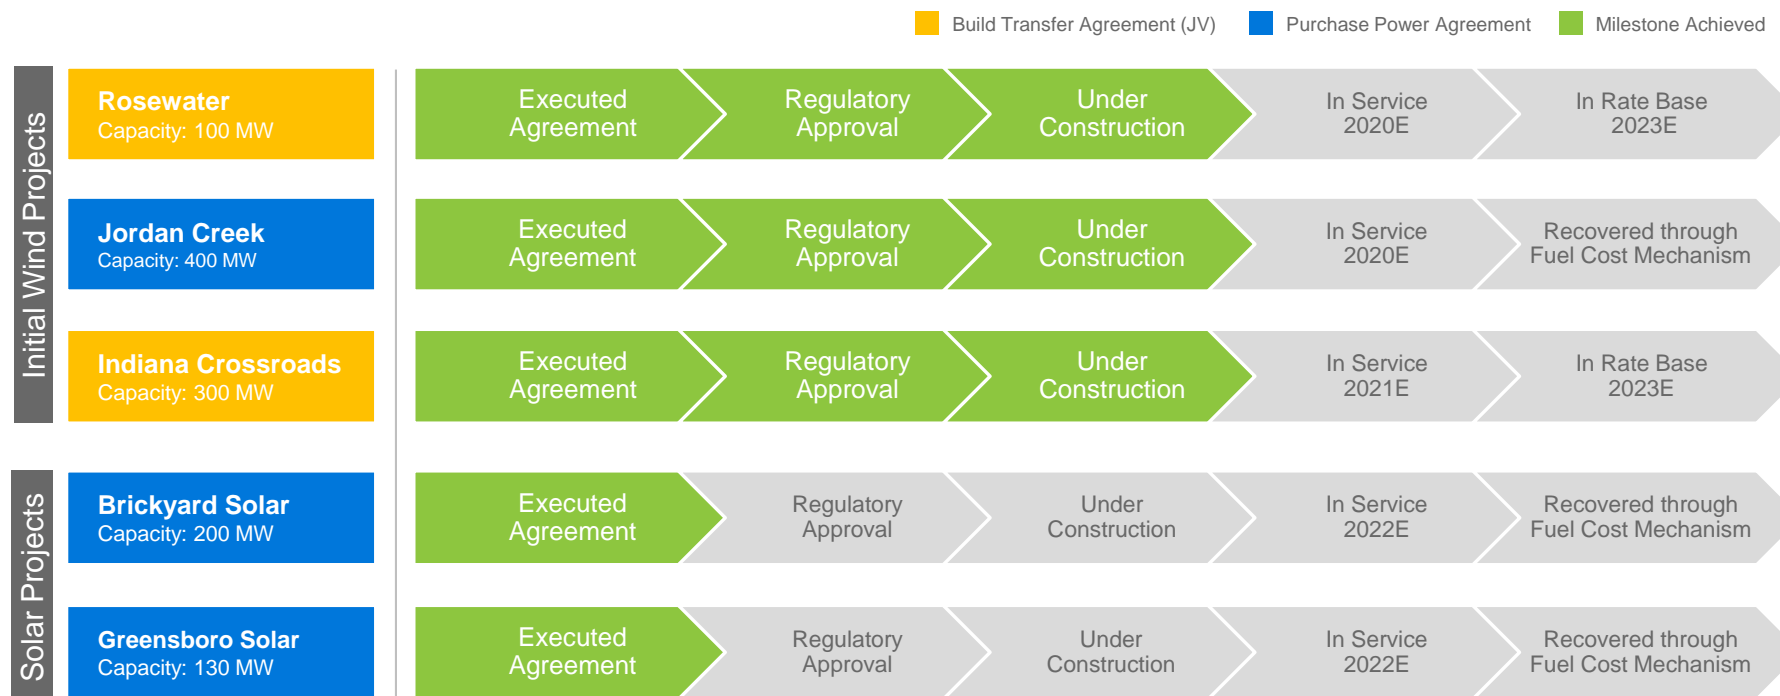 Build Transfer Agreement (JV)
Purchase Power Agreement
Milestone Achieved
Initial Wind Projects
Rosewater
Capacity: 100 MW
Executed
Agreement
Regulatory
Approval
Under
Construction
In Service
2020E
In Rate Base
2023E
Jordan Creek
Capacity: 400 MW
Executed
Agreement
Regulatory
Approval
Under
Construction
In Service
2020E
Recovered through
Fuel Cost Mechanism
Indiana Crossroads
Capacity: 300 MW
Executed
Agreement
Regulatory
Approval
Under
Construction
In Service
2021E
In Rate Base
2023E
Solar Projects
Brickyard Solar
Capacity: 200 MW
Executed
Agreement
Regulatory
Approval
Under
Construction
In Service
2022E
Recovered through
Fuel Cost Mechanism
Greensboro Solar
Capacity: 130 MW
Executed
Agreement
Regulatory
Approval
Under
Construction
In Service
2022E
Recovered through
Fuel Cost Mechanism